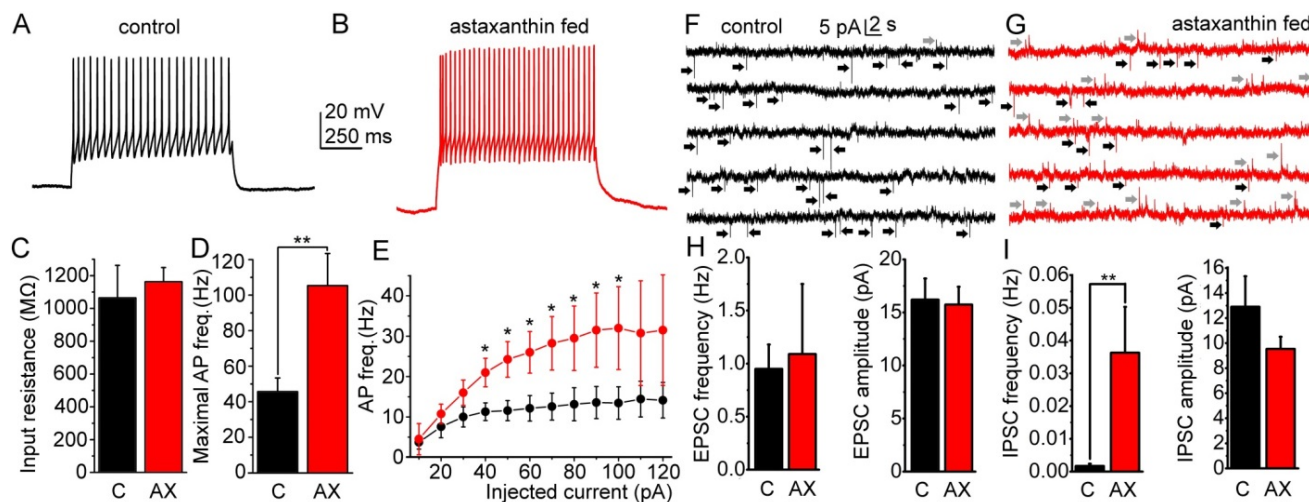 A
control
B
astaxanthin fed
20 mV
250 ms
F
control
5 pA
2 s
G
astaxanthin fed
C
Input resistance (MΩ)
1200
1000
800
600
400
200
0
C AX
D
**
Maximal AP freq.(Hz)
120
100
80
60
40
20
0
C AX
E
AP freq.(Hz)
40
30
20
10
0
* * * * * * *
20 40 60 80 100 120
Injected current (pA)
H
EPSC frequency (Hz)
2.0
1.5
1.0
0.5
0.0
C AX
EPSC amplitude (pA)
20
15
10
5
0
C AX
I
**
IPSC frequency (Hz)
0.06
0.05
0.04
0.03
0.02
0.01
0.00
C AX
IPSC amplitude (pA)
16
14
12
10
8
6
4
2
0
C AX